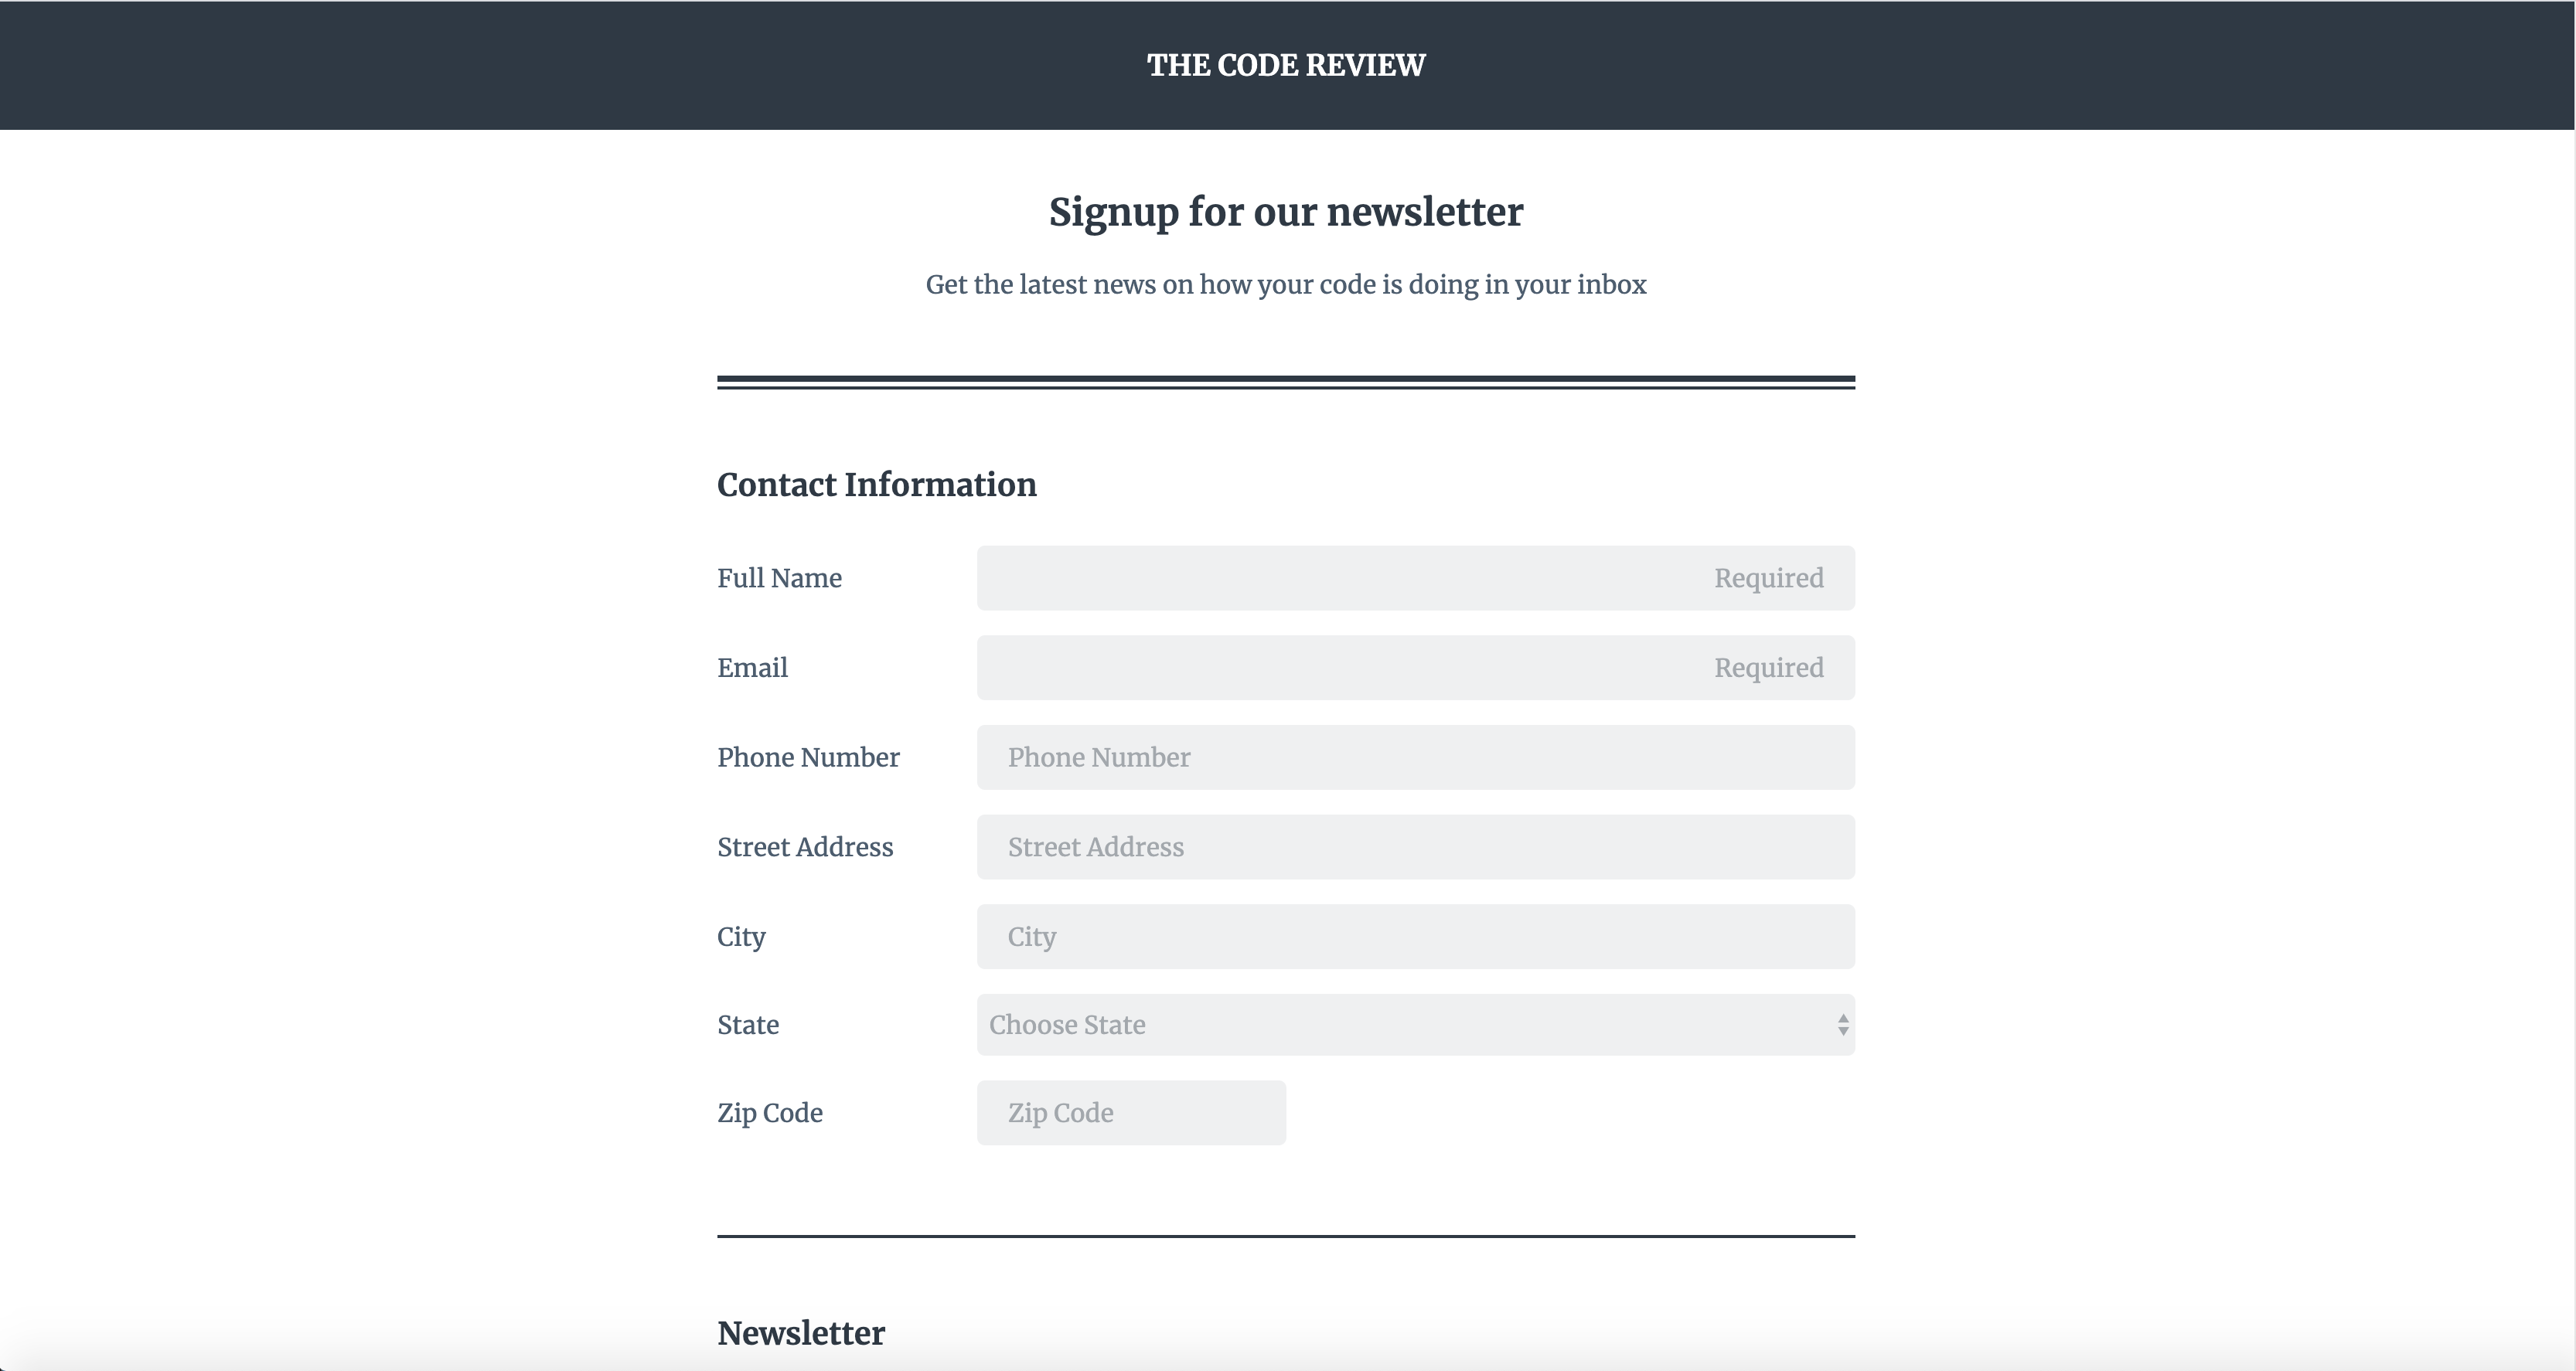 THE CODE REVIEW
Signup for our newsletter
Get the latest news on how your code is doing in your inbox
Contact Information
Full Name Required
Email Required
Phone Number Phone Number
Street Address Street Address
City City
State Choose State
Zip Code Zip Code
Newsletter